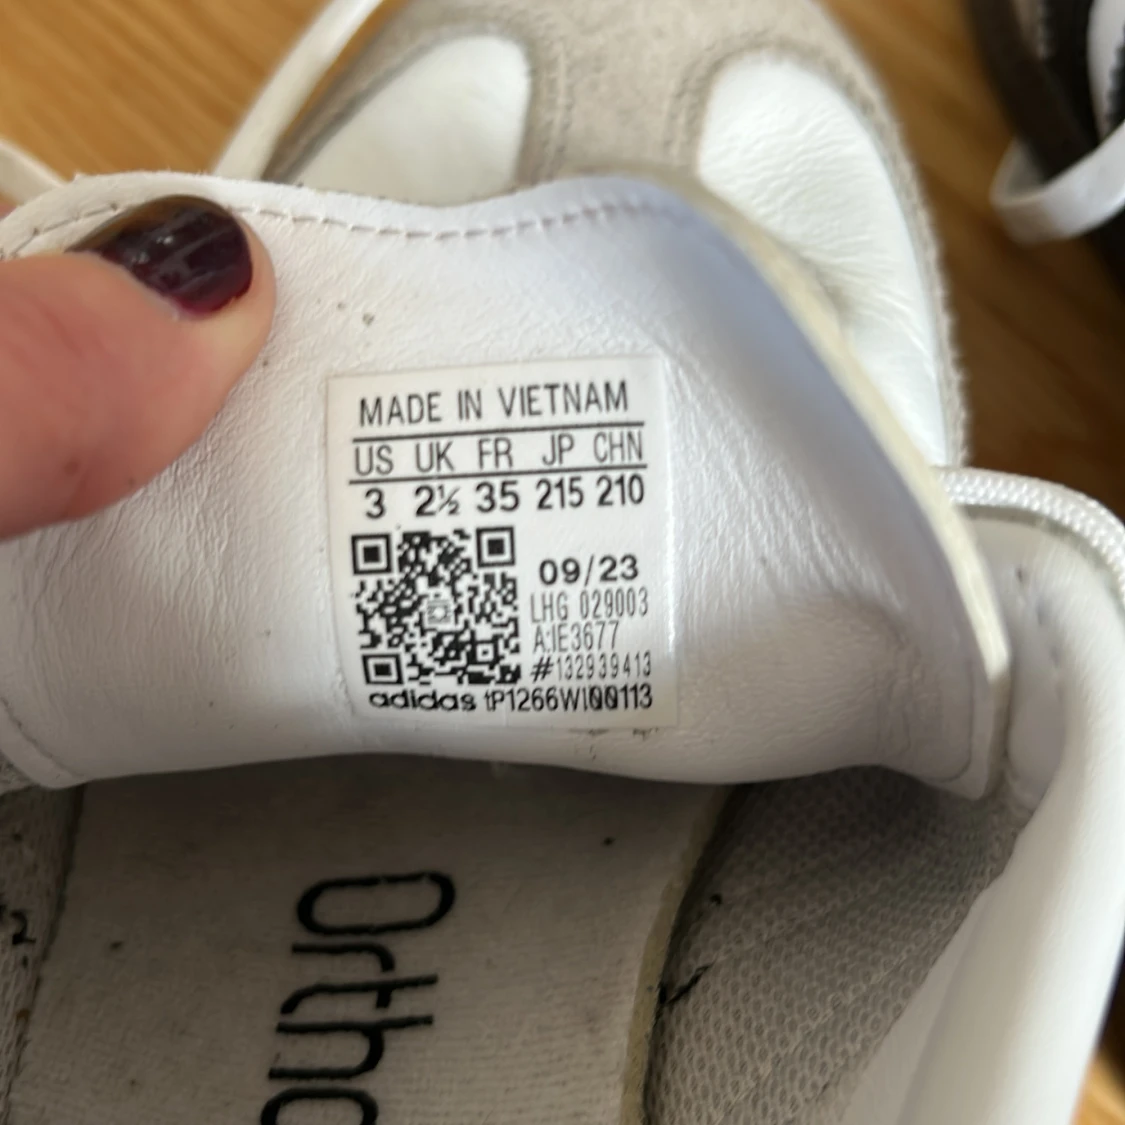 MADE IN VIETNAM
US UK FR JP CHN
3 2½ 35 215 210
09/23
LHG 029003
A:IE3677
#132939413
adidas tP1266WI00113
Ortho